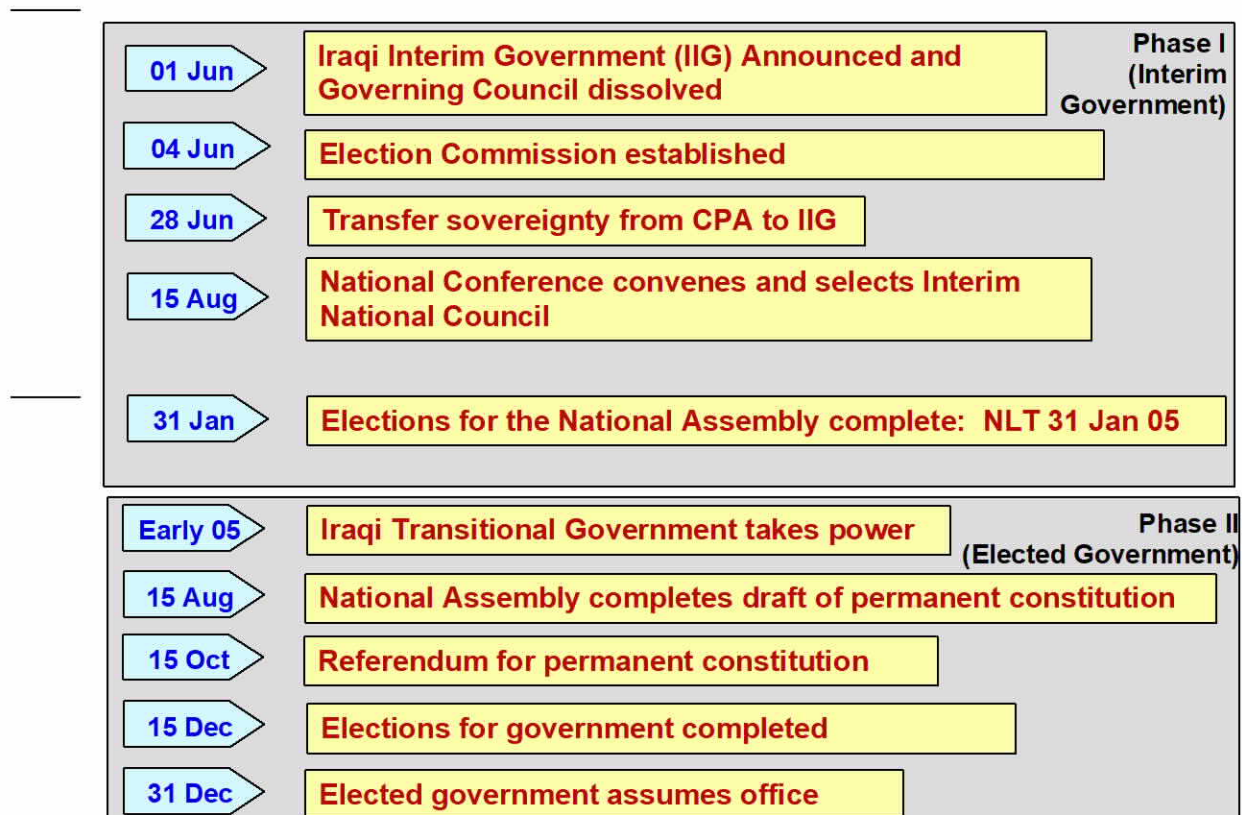 01 Jun
Iraqi Interim Government (IIG) Announced and
Governing Council dissolved
Phase I
(Interim
Government)
04 Jun
Election Commission established
28 Jun
Transfer sovereignty from CPA to IIG
15 Aug
National Conference convenes and selects Interim
National Council
31 Jan
Elections for the National Assembly complete: NLT 31 Jan 05
Early 05
Iraqi Transitional Government takes power
Phase II
(Elected Government)
15 Aug
National Assembly completes draft of permanent constitution
15 Oct
Referendum for permanent constitution
15 Dec
Elections for government completed
31 Dec
Elected government assumes office